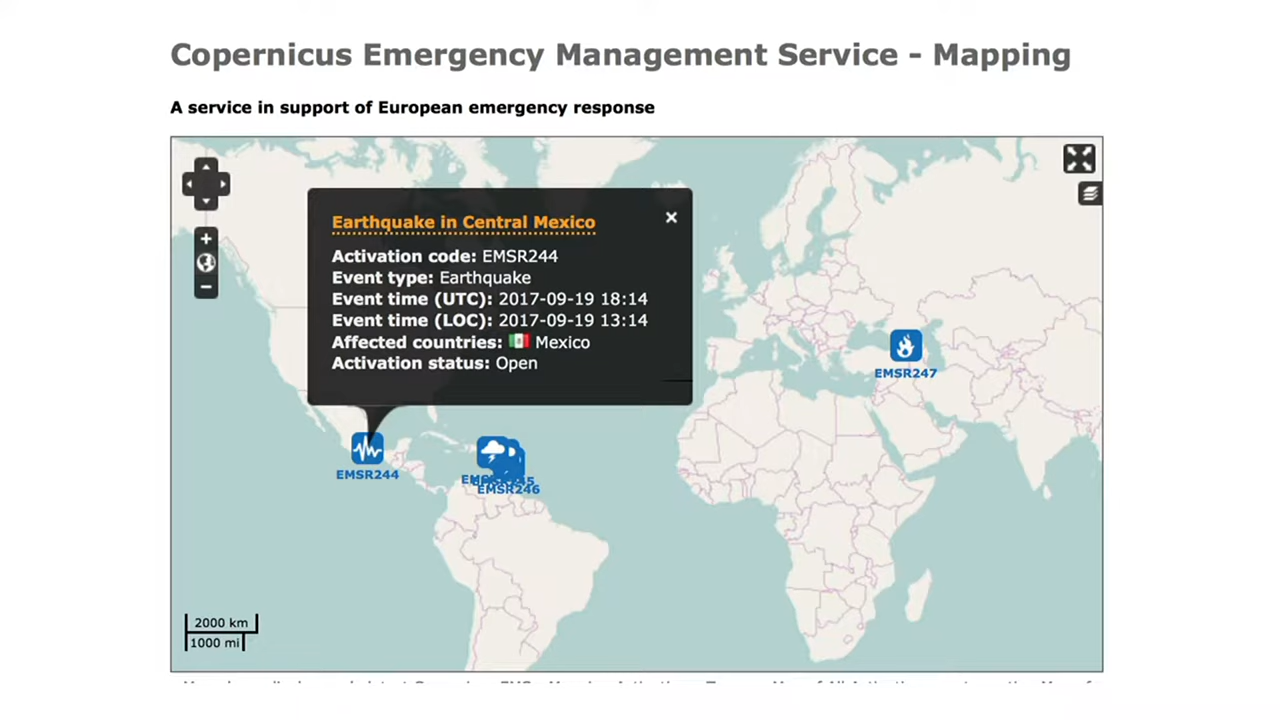 Copernicus Emergency Management Service - Mapping
A service in support of European emergency response
Earthquake in Central Mexico
Activation code: EMSR244
Event type: Earthquake
Event time (UTC): 2017-09-19 18:14
Event time (LOC): 2017-09-19 13:14
Affected countries: Mexico
Activation status: Open
EMSR247
EMSR244
EMSR246
2000 km
1000 mi